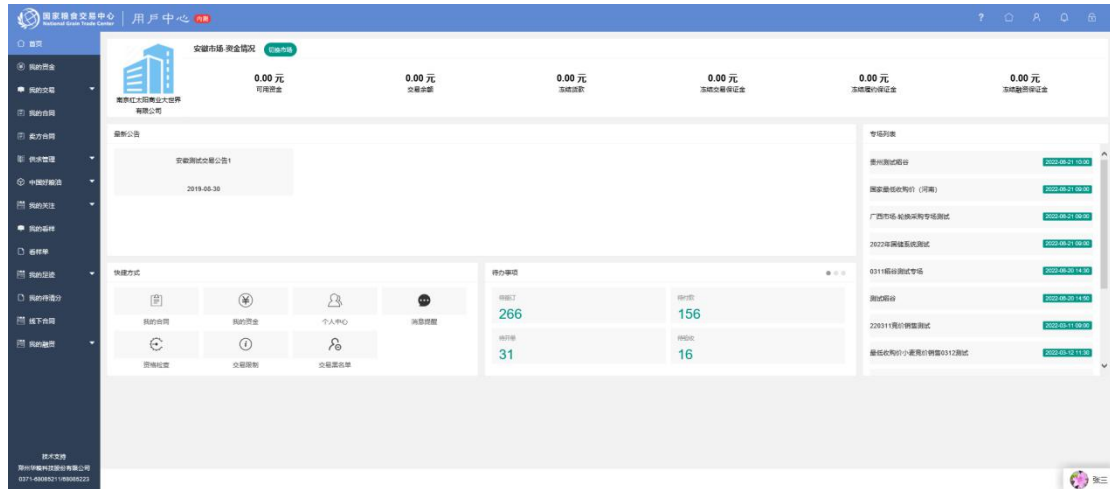 国家粮食交易中心
National Grain Trade Center
用户中心
首页
我的资金
我的交易
我的合同
卖方合同
供求管理
中国好粮油
我的关注
我的看样
看样单
我的足迹
我的待清分
线下合同
我的融资
技术支持
郑州华粮科技股份有限公司
0371-68085211/68085223
南京红太阳商业大世界
有限公司
安徽市场-资金情况 切换市场
0.00 元
可用资金
0.00 元
交易余额
0.00 元
冻结货款
0.00 元
冻结交易保证金
0.00 元
冻结履约保证金
0.00 元
冻结融资保证金
最新公告
安徽测试交易公告1
2019-08-30
专场列表
贵州测试稻谷 2022-06-21 10:00
国家最低收购价（河南） 2022-06-21 09:00
广西市场-轮换采购专场测试 2022-06-21 09:00
2022年国储系统测试 2022-06-21 09:00
0311稻谷测试专场 2022-06-20 14:30
测试稻谷 2022-06-20 14:50
220311竞价销售测试 2022-03-11 09:00
最低收购价小麦竞价销售0312测试 2022-03-12 11:30
快捷方式
我的合同
我的资金
个人中心
消息提醒
资格检查
交易限制
交易黑名单
待办事项
待签订
266
待付款
156
待开票
31
待验收
16
张三